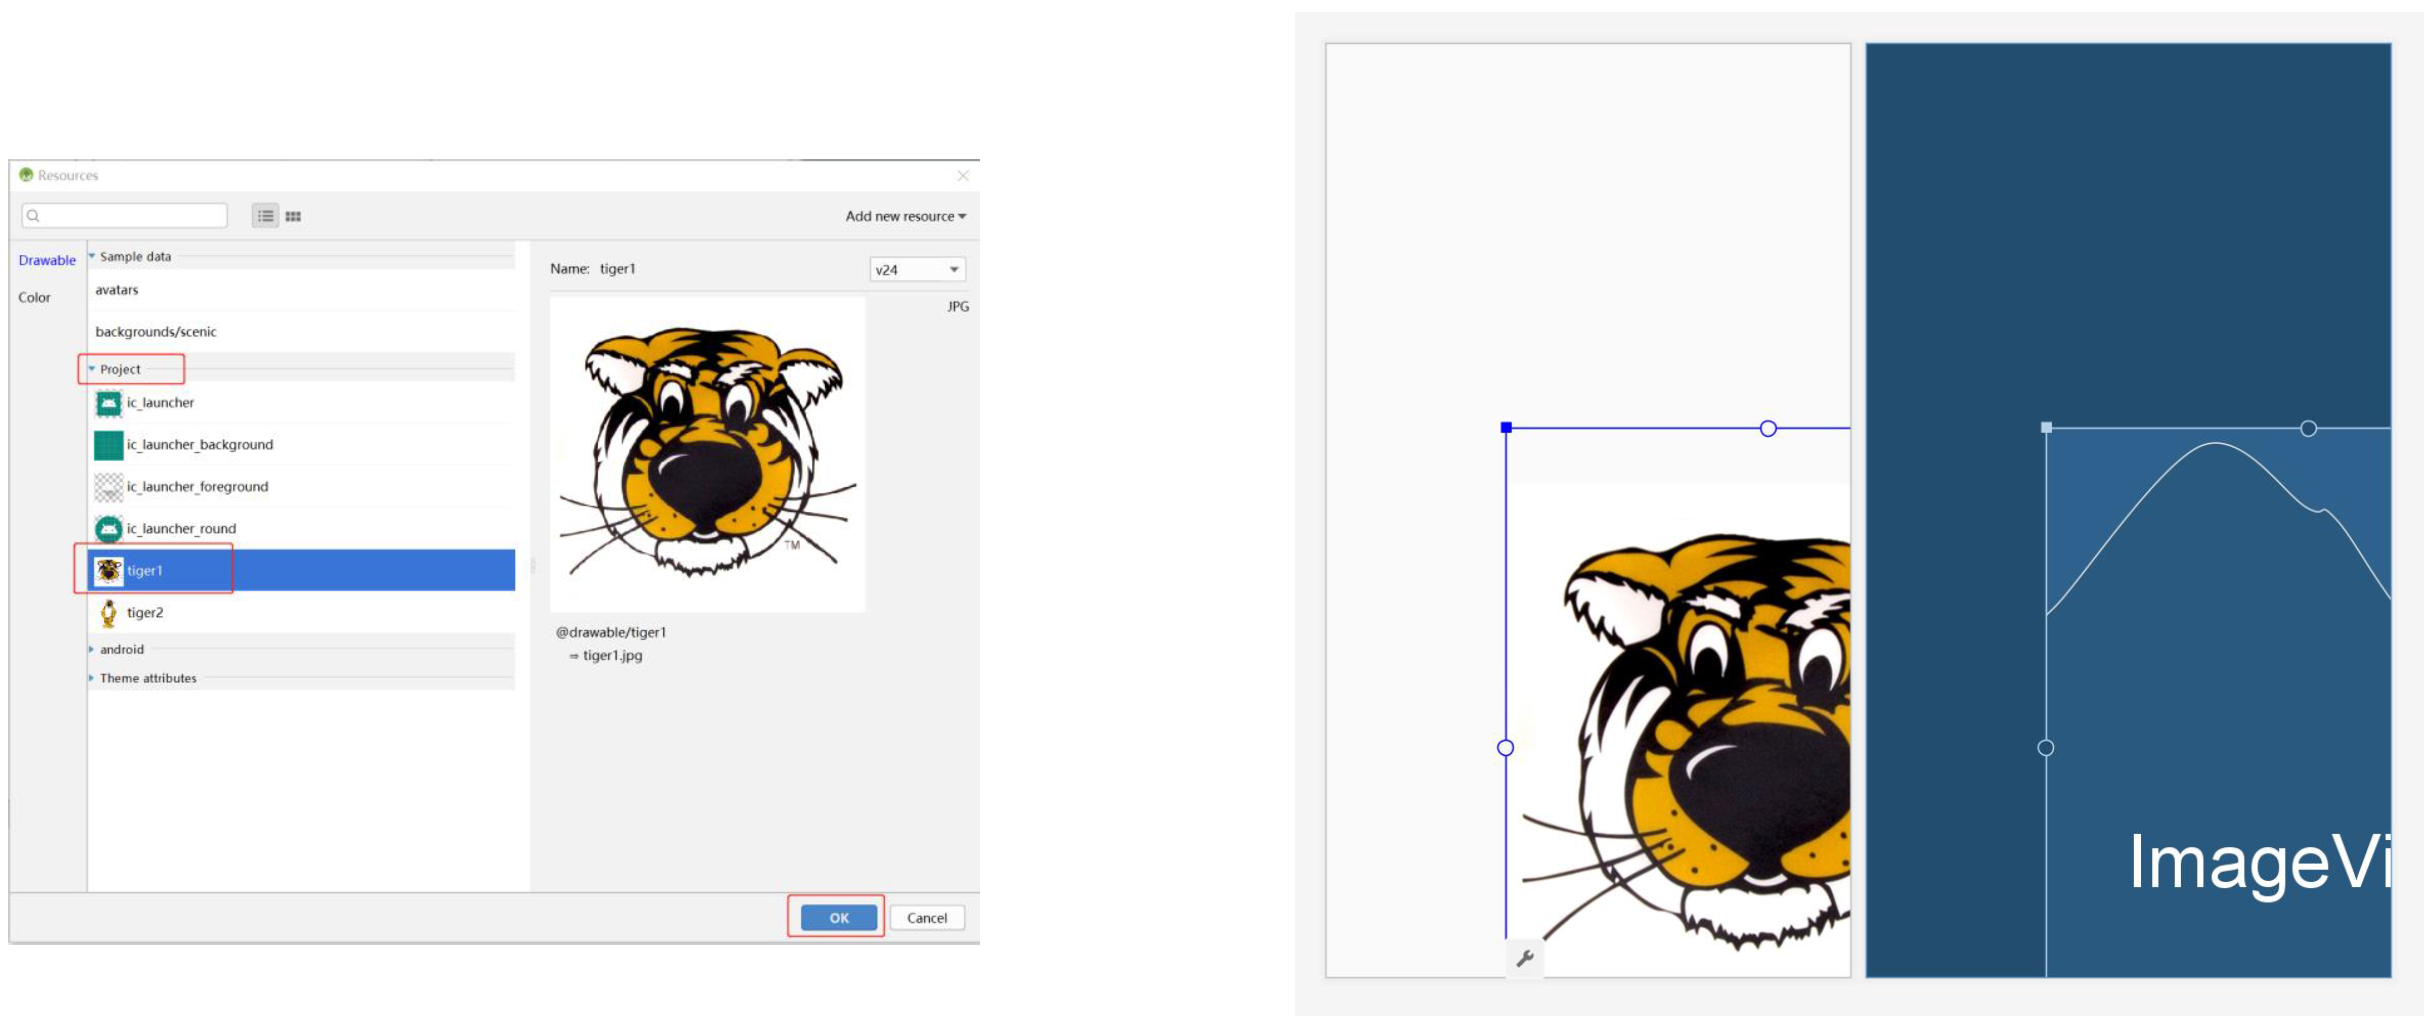 Resources
Add new resource
Drawable
Color
Sample data
avatars
backgrounds/scenic
Project
ic_launcher
ic_launcher_background
ic_launcher_foreground
ic_launcher_round
tiger1
tiger2
android
Theme attributes
Name: tiger1
v24
JPG
TM
@drawable/tiger1
⇒ tiger1.jpg
OK
Cancel
ImageVi